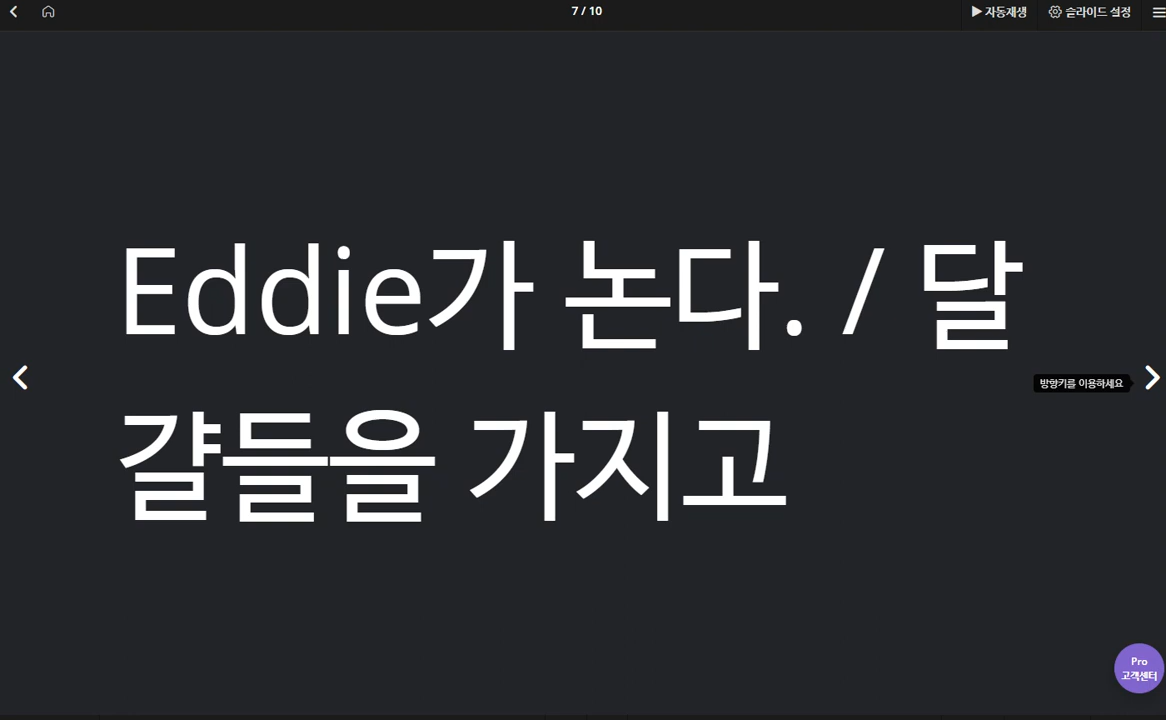 7 / 10
▶ 자동재생
슬라이드 설정
Eddie가 논다. / 달
걀들을 가지고
방향키를 이용하세요
Pro
고객센터